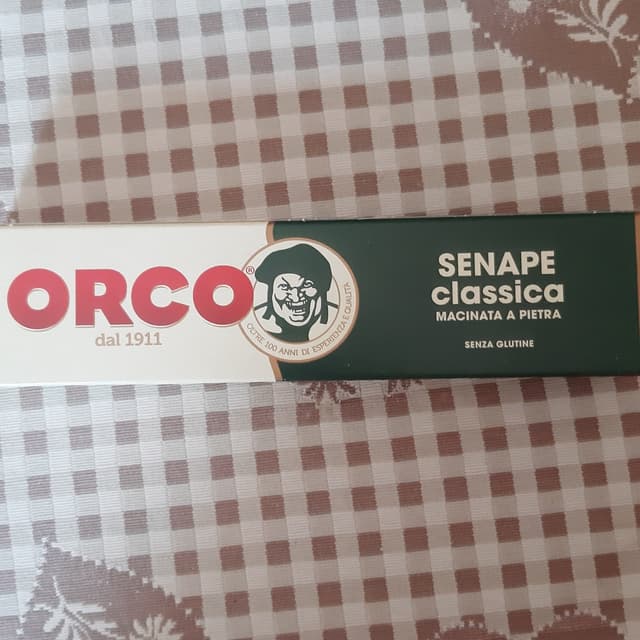 ORCO®
dal 1911
OLTRE 100 ANNI DI ESPERIENZA E QUALITÀ
SENAPE
classica
MACINATA A PIETRA
SENZA GLUTINE